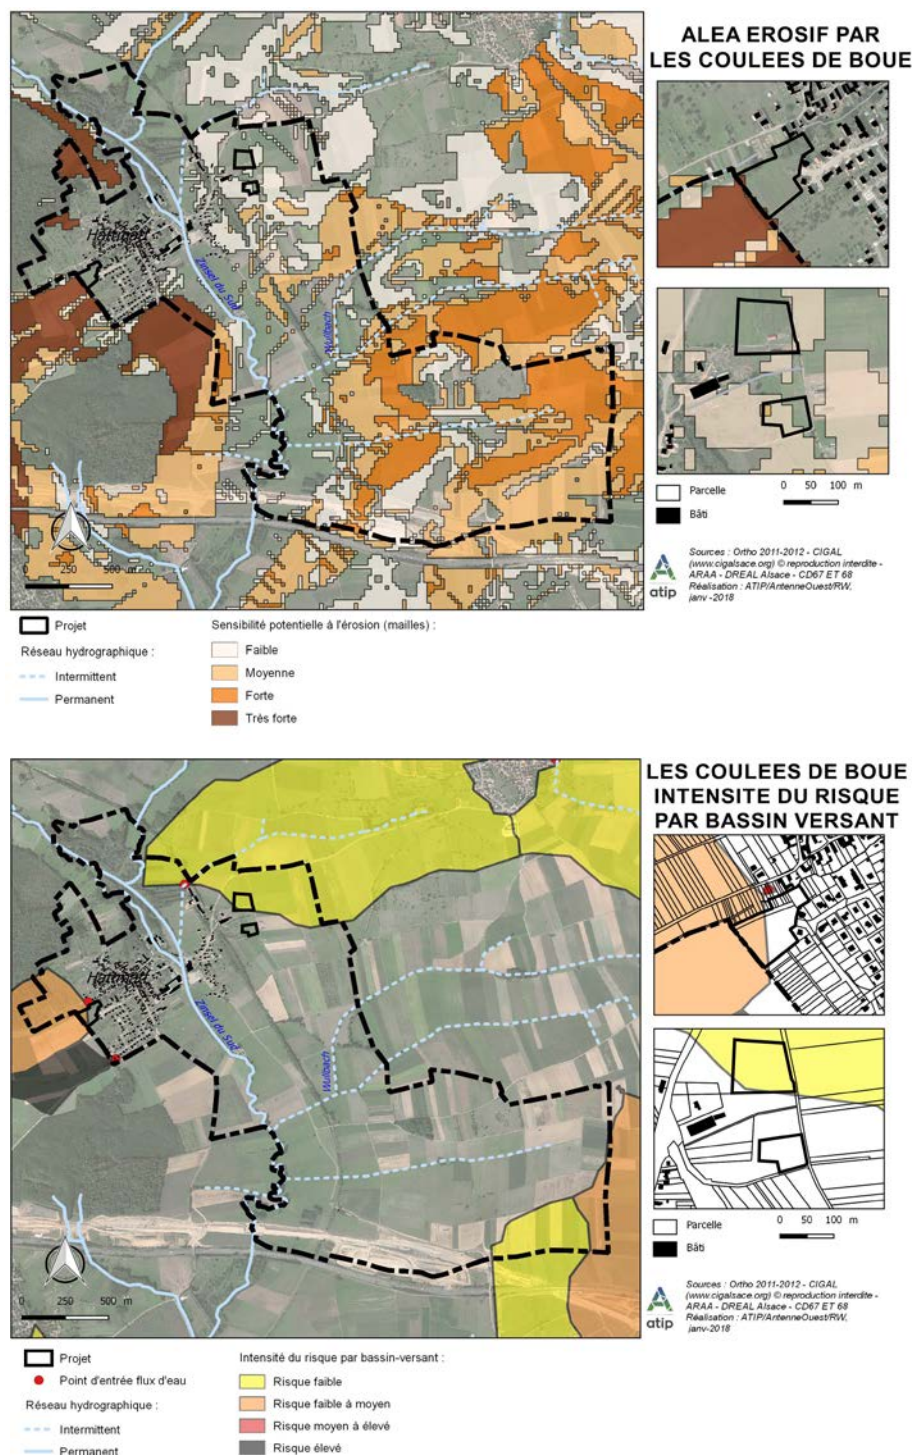 ALEA EROSIF PAR
LES COULEES DE BOUE
Zinsel du Sud
Wullbach
0 250 500 m
Parcelle
0 50 100 m
Bâti
atip
Sources : Ortho 2011-2012 - CIGAL
(www.cigalsace.org) © reproduction interdite -
ARAA - DREAL Alsace - CD67 ET 68
Réalisation : ATIP/AntenneOuest/RW,
janv -2018
Projet
Réseau hydrographique :
Intermittent
Permanent
Sensibilité potentielle à l'érosion (mailles) :
Faible
Moyenne
Forte
Très forte
LES COULEES DE BOUE
INTENSITE DU RISQUE
PAR BASSIN VERSANT
Zinsel du Sud
Wullbach
0 250 500 m
Parcelle
0 50 100 m
Bâti
atip
Sources : Ortho 2011-2012 - CIGAL
(www.cigalsace.org) © reproduction interdite -
ARAA - DREAL Alsace - CD67 ET 68
Réalisation : ATIP/AntenneOuest/RW,
janv-2018
Projet
Point d'entrée flux d'eau
Réseau hydrographique :
Intermittent
Permanent
Intensité du risque par bassin-versant :
Risque faible
Risque faible à moyen
Risque moyen à élevé
Risque élevé